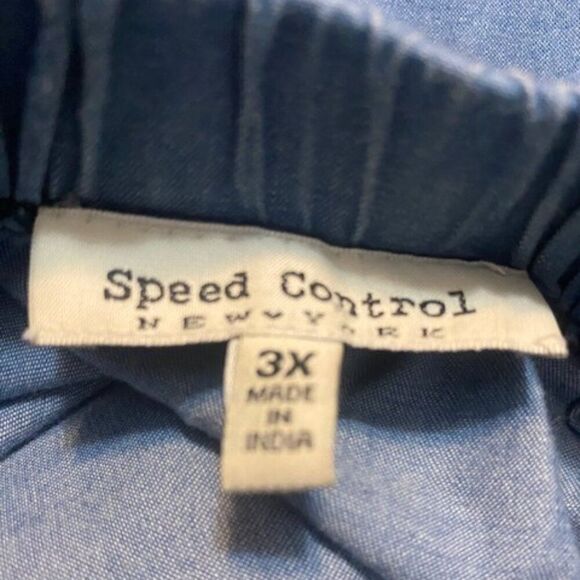 Speed Control
NEW YORK
3X
MADE
IN
INDIA